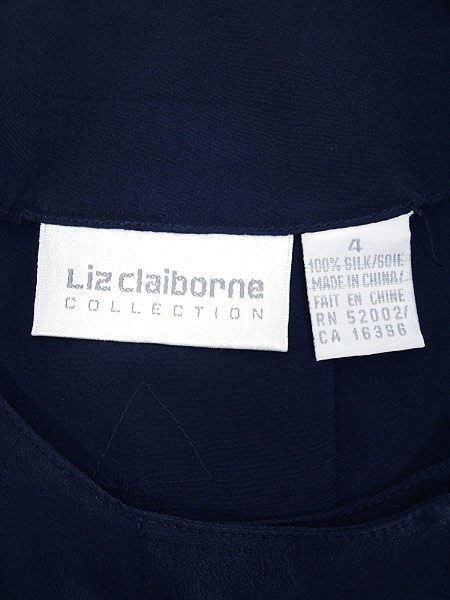 Liz claiborne
COLLECTION
4
100% SILK/SOIE
MADE IN CHINA/
FAIT EN CHINE
RN 52002/
CA 16396